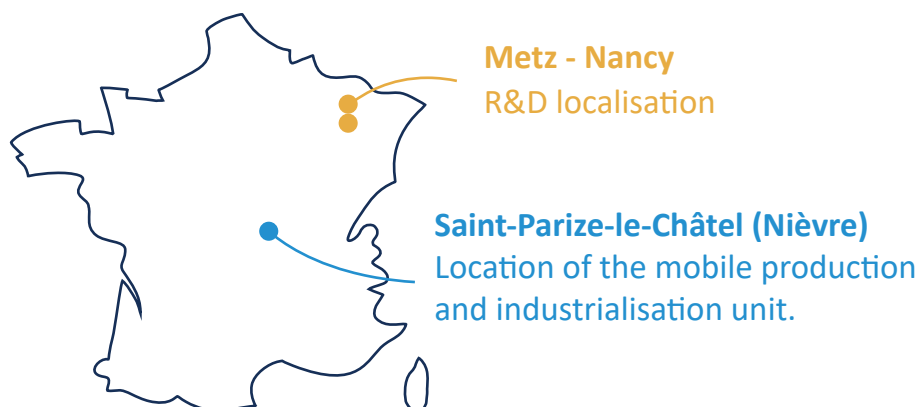 Metz - Nancy
R&D localisation
Saint-Parize-le-Châtel (Nièvre)
Location of the mobile production
and industrialisation unit.